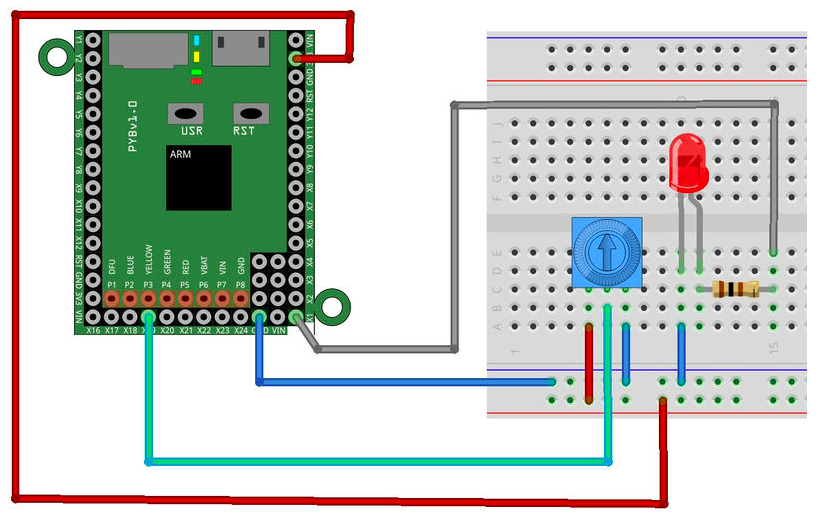 Y1
Y2
Y3
Y4
Y5
Y6
Y7
Y8
X9
X10
X11
X12
RST
GND
3V3
VIN
PYBv1.0
USR RST
ARM
VIN
GND
RST
Y12
Y11
Y10
Y9
X8
X7
X6
X5
X4
X3
X2
X1
DFU BLUE YELLOW GREEN RED VBAT VIN GND
P1 P2 P3 P4 P5 P6 P7 P8
X16 X17 X18 X20 X21 X22 X23 X24 VIN
J
I
H
G
F
E
D
C
B
A
1 15